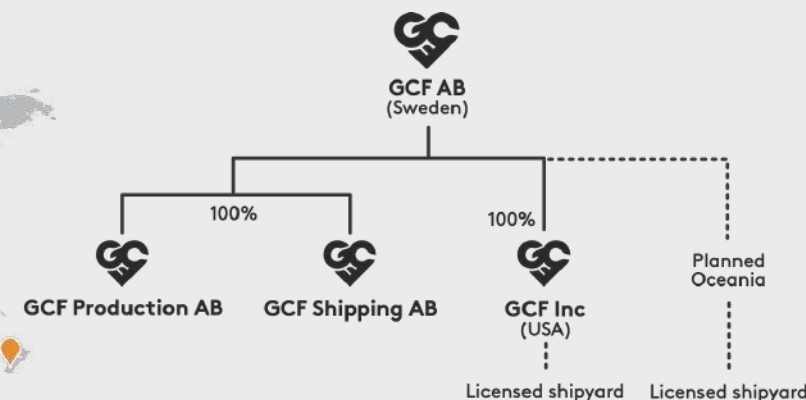 GCF AB
(Sweden)
100%
100%
GCF Production AB
GCF Shipping AB
GCF Inc
(USA)
Planned
Oceania
Licensed shipyard
Licensed shipyard